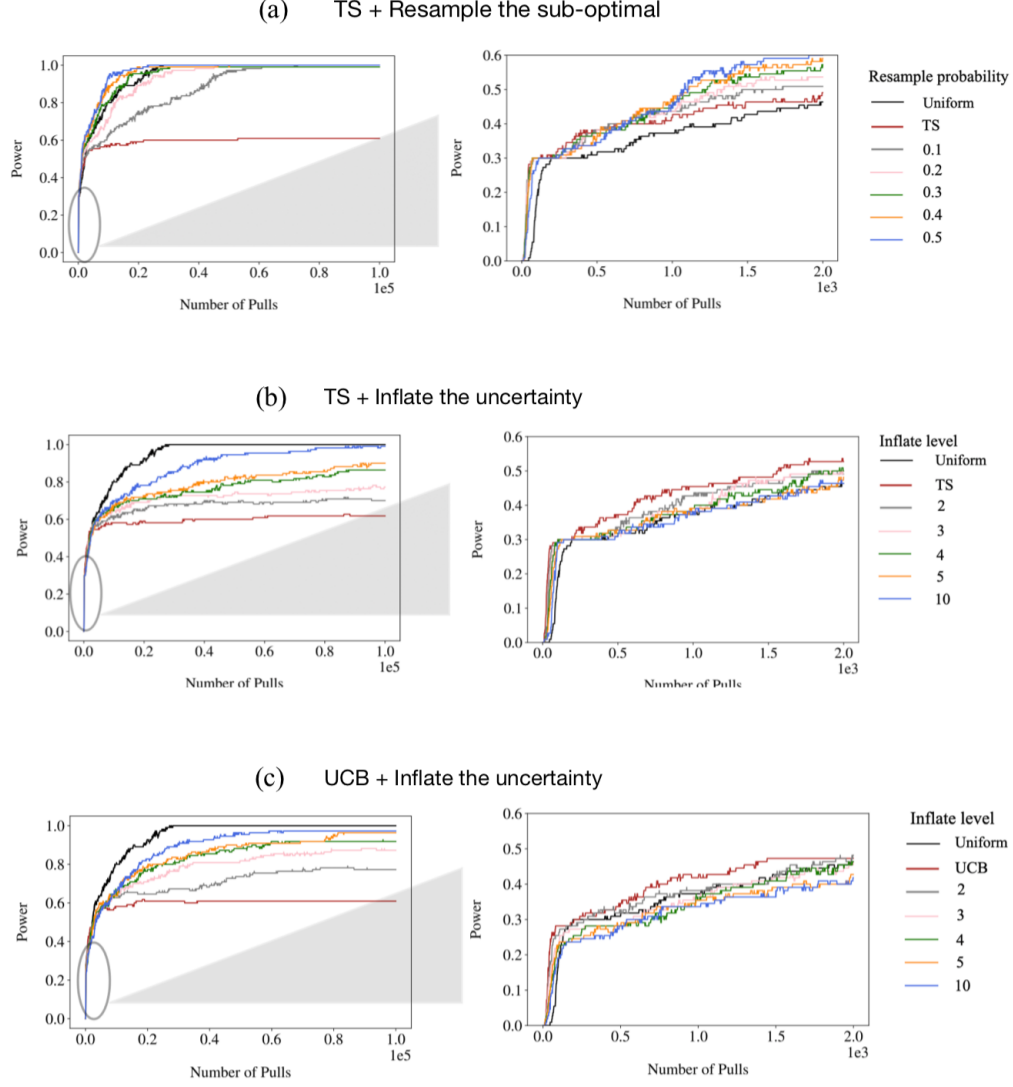 (a) TS + Resample the sub-optimal
Power
1.0
0.8
0.6
0.4
0.2
0.0
0.0 0.2 0.4 0.6 0.8 1.0
1e5
Number of Pulls
Power
0.6
0.5
0.4
0.3
0.2
0.1
0.0
0.0 0.5 1.0 1.5 2.0
1e3
Number of Pulls
Resample probability
Uniform
TS
0.1
0.2
0.3
0.4
0.5
(b) TS + Inflate the uncertainty
Power
1.0
0.8
0.6
0.4
0.2
0.0
0.0 0.2 0.4 0.6 0.8 1.0
1e5
Number of Pulls
Power
0.6
0.5
0.4
0.3
0.2
0.1
0.0
0.0 0.5 1.0 1.5 2.0
1e3
Number of Pulls
Inflate level
Uniform
TS
2
3
4
5
10
(c) UCB + Inflate the uncertainty
Power
1.0
0.8
0.6
0.4
0.2
0.0
0.0 0.2 0.4 0.6 0.8 1.0
1e5
Number of Pulls
Power
0.6
0.5
0.4
0.3
0.2
0.1
0.0
0.0 0.5 1.0 1.5 2.0
1e3
Number of Pulls
Inflate level
Uniform
UCB
2
3
4
5
10